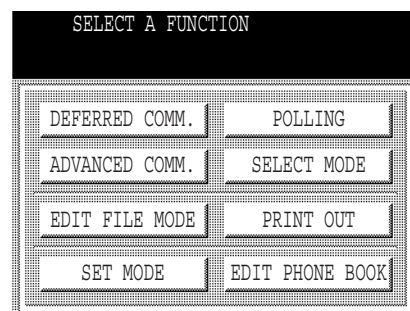 SELECT A FUNCTION
DEFERRED COMM. POLLING
ADVANCED COMM. SELECT MODE
EDIT FILE MODE PRINT OUT
SET MODE EDIT PHONE BOOK